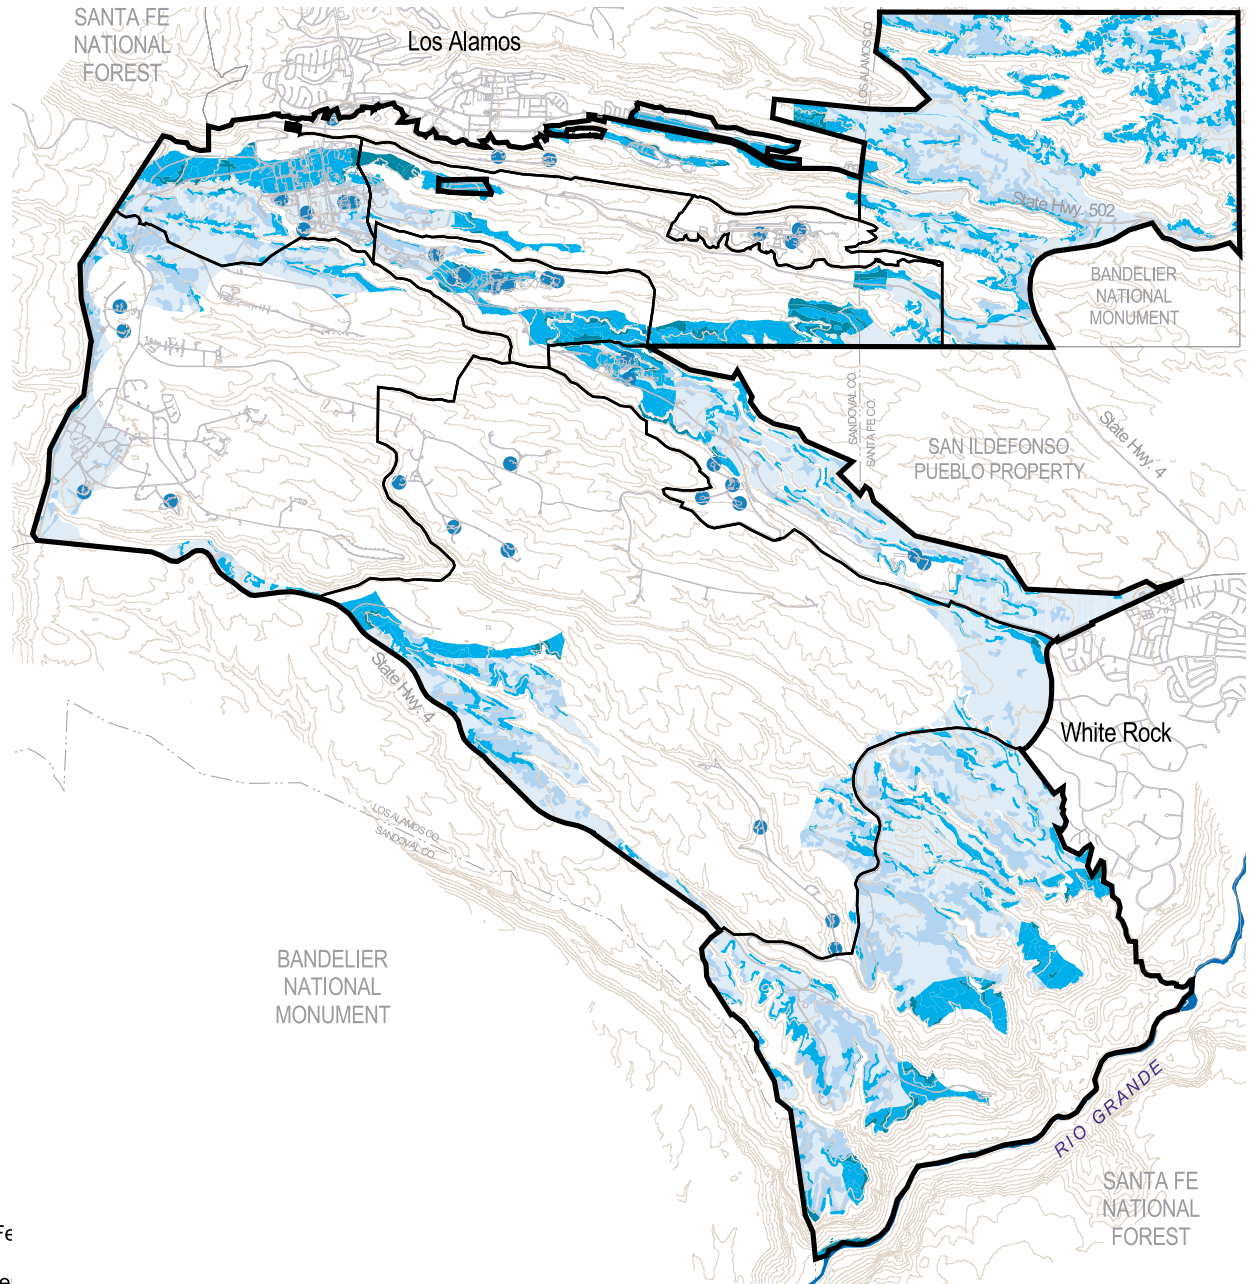 SANTA FE
NATIONAL
FOREST
Los Alamos
LOS ALAMOS CO.
State Hwy. 502
BANDELIER
NATIONAL
MONUMENT
SANDOVAL CO.
SANTA FE CO.
State Hwy. 4
SAN ILDEFONSO
PUEBLO PROPERTY
State Hwy. 4
White Rock
LOS ALAMOS CO.
SANDOVAL CO.
BANDELIER
NATIONAL
MONUMENT
RIO GRANDE
SANTA FE
NATIONAL
FOREST